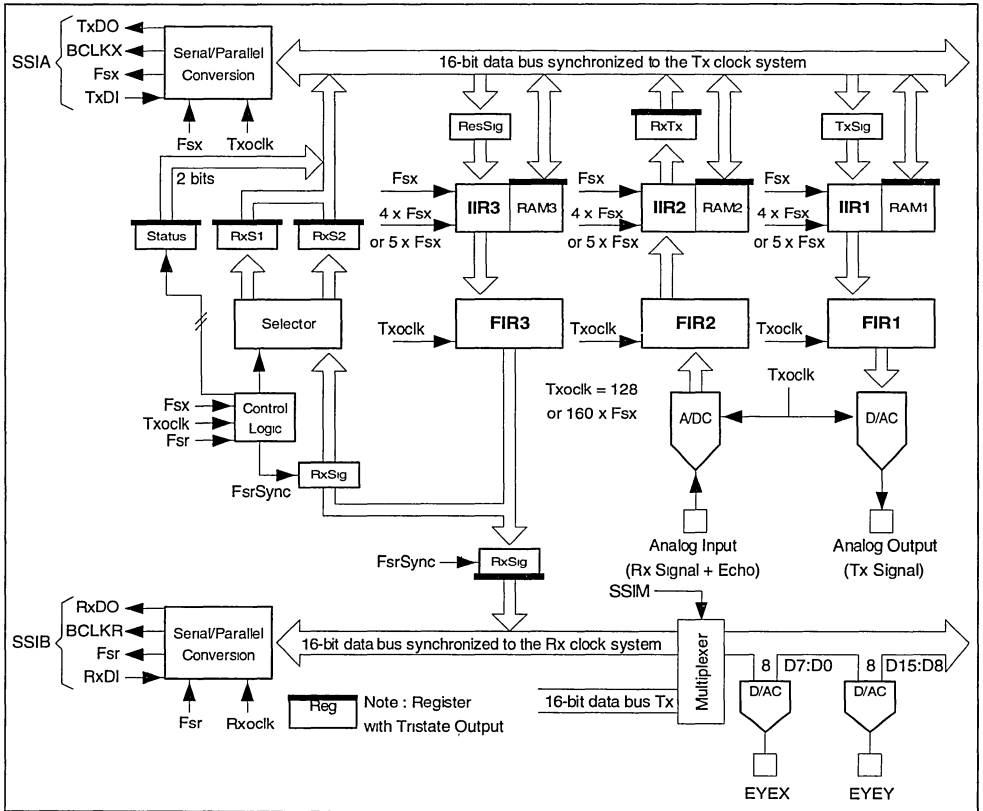 TxDO
BCLKX
SSIA
Fsx
TxDI
Serial/Parallel
Conversion
Fsx
Txoclk
16-bit data bus synchronized to the Tx clock system
2 bits
Status
RxS1
RxS2
Selector
Fsx
Txoclk
Fsr
Control
Logic
FsrSync
RxSig
ResSig
Fsx
4 x Fsx
or 5 x Fsx
IIR3
RAM3
Txoclk
FIR3
RxTx
Fsx
4 x Fsx
or 5 x Fsx
IIR2
RAM2
Txoclk
FIR2
TxSig
Fsx
4 x Fsx
or 5 x Fsx
IIR1
RAM1
Txoclk
FIR1
Txoclk = 128
or 160 x Fsx
Txoclk
A/DC
D/AC
Analog Input
(Rx Signal + Echo)
Analog Output
(Tx Signal)
FsrSync
RxSig
SSIM
RxDO
BCLKR
SSIB
Fsr
RxDI
Serial/Parallel
Conversion
Fsr
Rxoclk
16-bit data bus synchronized to the Rx clock system
Multiplexer
16-bit data bus Tx
8 D7:D0
8 D15:D8
D/AC
D/AC
EYEX
EYEY
Reg
Note : Register
with Tristate Output